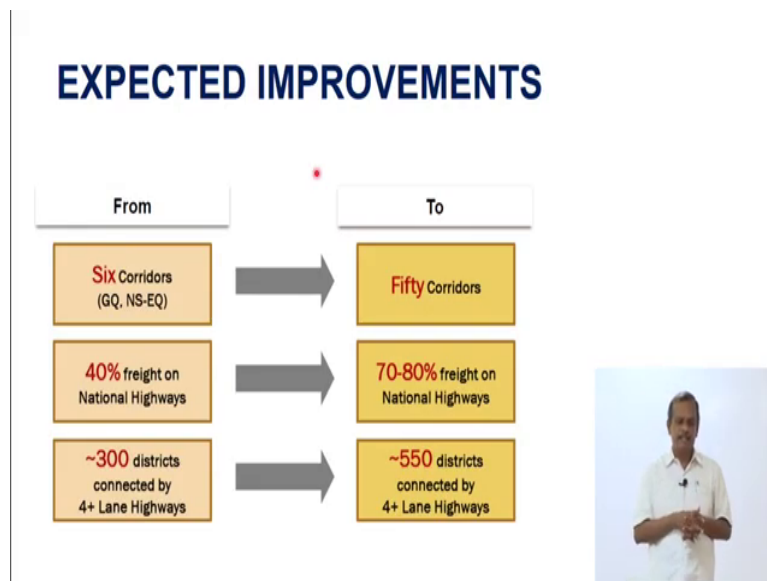 EXPECTED IMPROVEMENTS
From
To
Six Corridors
(GQ, NS-EQ)
Fifty Corridors
40% freight on
National Highways
70-80% freight on
National Highways
~300 districts
connected by
4+ Lane Highways
~550 districts
connected by
4+ Lane Highways